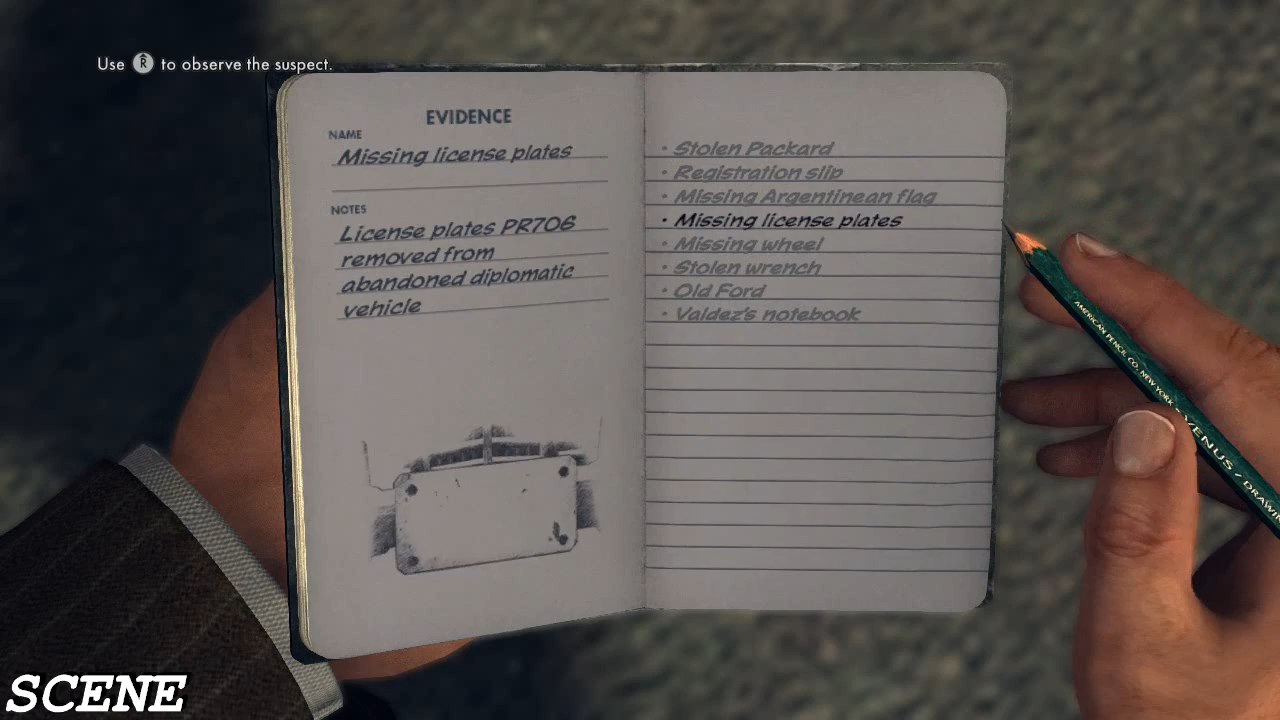 Use R to observe the suspect.
EVIDENCE
NAME
Missing license plates
NOTES
License plates PR706
removed from
abandoned diplomatic
vehicle
• Stolen Packard
• Registration slip
• Missing Argentinean flag
• Missing license plates
• Missing wheel
• Stolen wrench
• Old Ford
• Valdez's notebook
AMERICAN PENCIL CO. NEW YORK VENUS / DRAWIN
SCENE